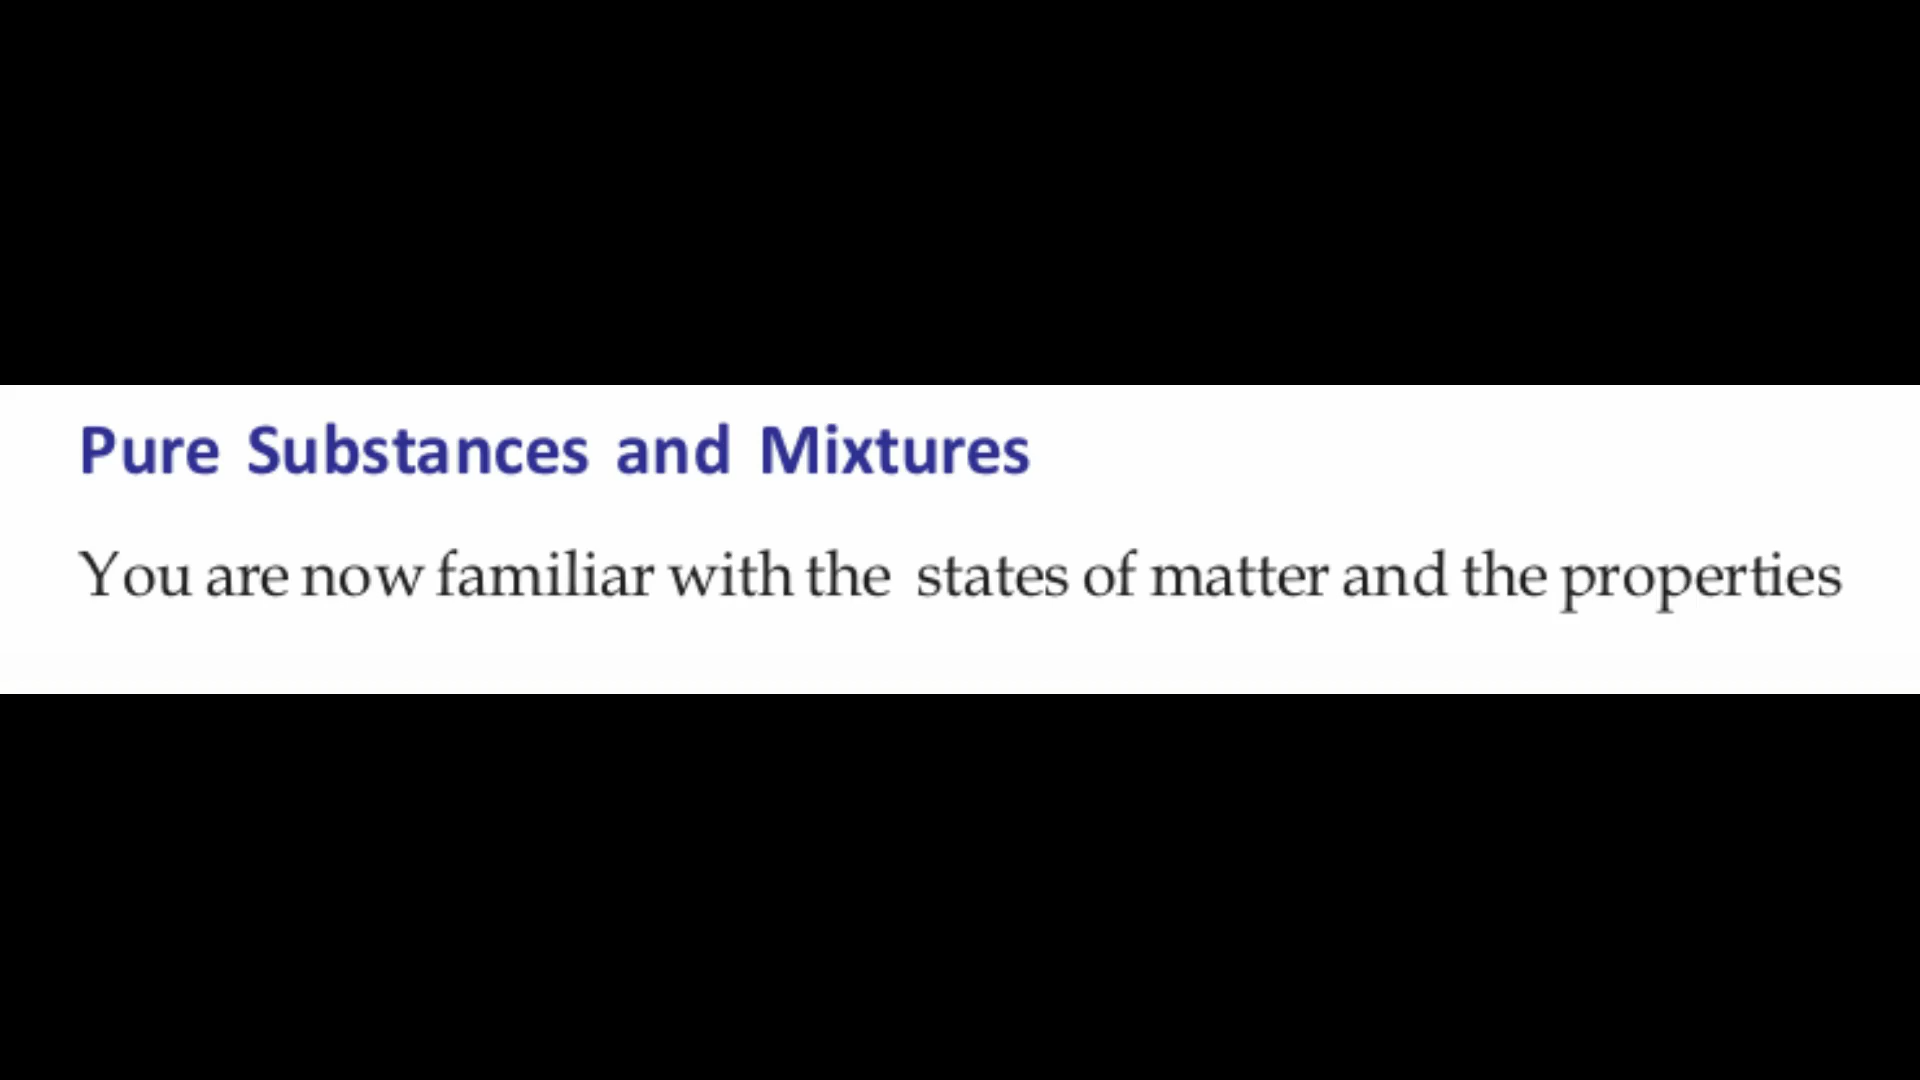 Pure Substances and Mixtures
You are now familiar with the states of matter and the properties